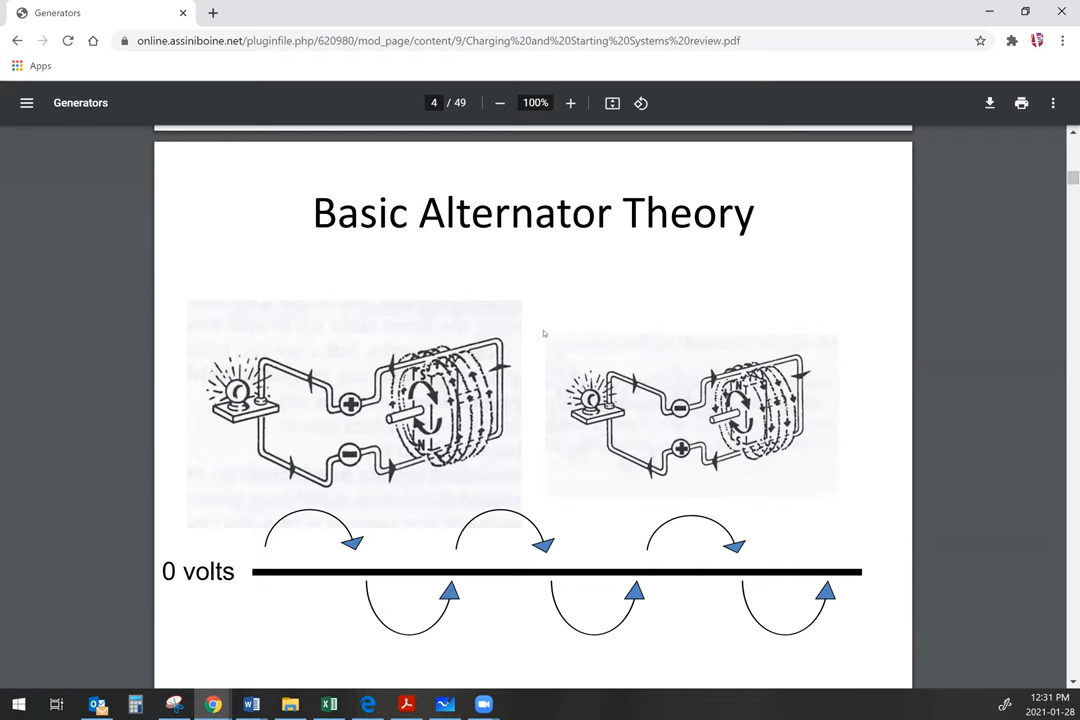 Generators
online.assiniboine.net/pluginfile.php/620980/mod_page/content/9/Charging%20and%20Starting%20Systems%20review.pdf
Apps
Generators
4 / 49
100%
Basic Alternator Theory
S
N
N
S
0 volts
12:31 PM
2021-01-28